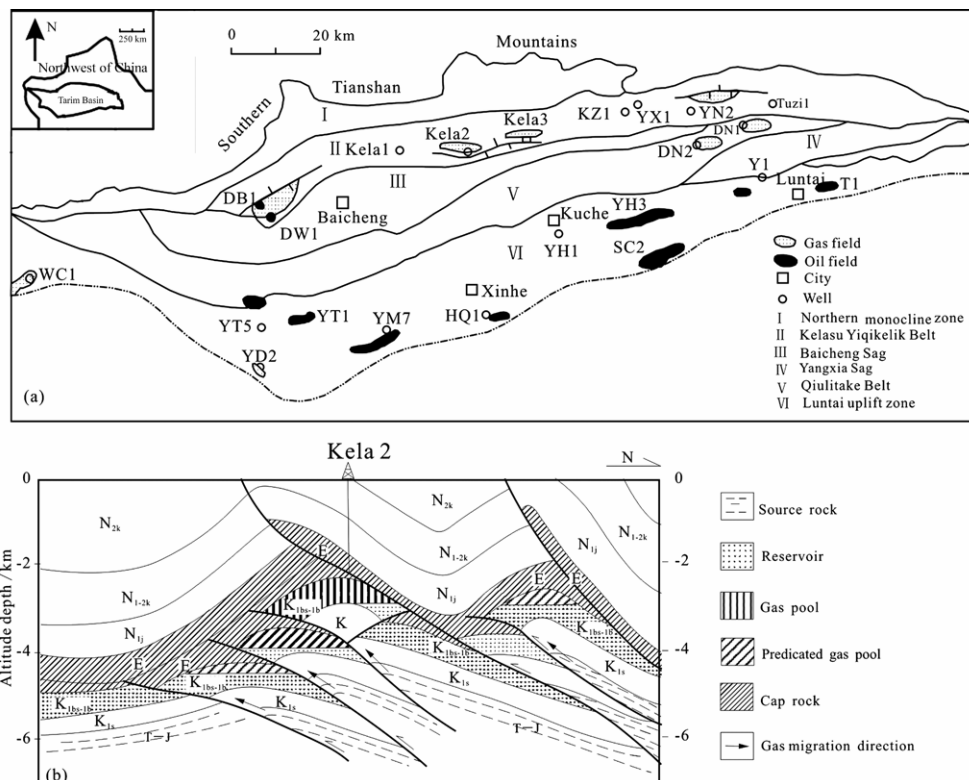 N
250 km
Northwest of China
Tarim Basin
0 20 km
Mountains
Tianshan
Southern
I
KZ1
YX1
YN2
Tuzi1
DN1
Kela3
Kela2
II Kela1
III
IV
DN2
Y1
Luntai
T1
DB1
Baicheng
V
DW1
YH3
Kuche
SC2
YH1
VI
WC1
Xinhe
YT1
YT5
YM7
HQ1
YD2
Gas field
Oil field
City
Well
I Northern monocline zone
II Kelasu Yiqikelik Belt
III Baicheng Sag
IV Yangxia Sag
V Qiulitake Belt
VI Luntai uplift zone
(a)
Kela 2
N
0 0
N2k N2k
N1-2k
N1j
-2 -2
E E E
N1-2k
N1j
K1bs-1b
K
K1bs-1b
N1j
-4 -4
E E
K1bs-1b
K1s
K1bs-1b
K1bs-1b
K1s
K1s
T—J
T—J
-6 -6
Altitude depth /km
(b)
Source rock
Reservoir
Gas pool
Predicated gas pool
Cap rock
Gas migration direction